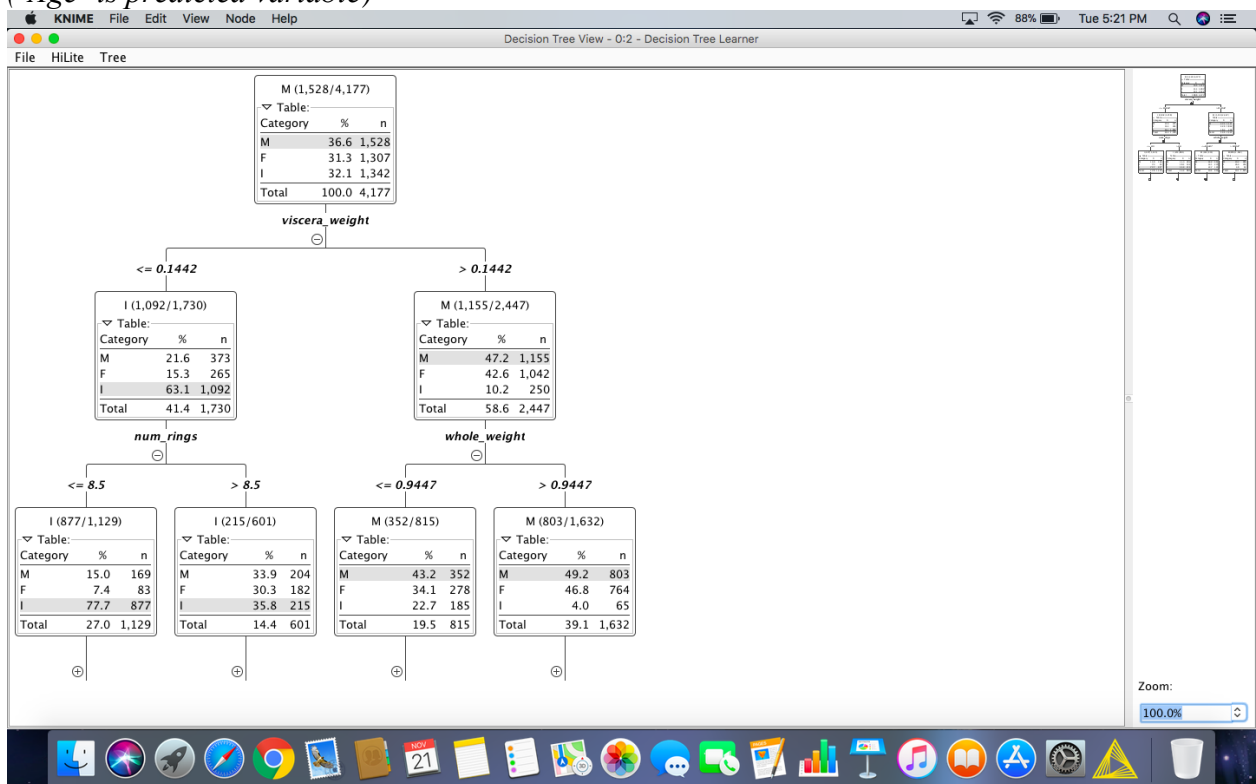 ("Age" is predicted variable)
KNIME File Edit View Node Help 88% Tue 5:21 PM
Decision Tree View - 0:2 - Decision Tree Learner
File HiLite Tree
M (1,528/4,177)
Table:
Category % n
M 36.6 1,528
F 31.3 1,307
I 32.1 1,342
Total 100.0 4,177
viscera_weight
<= 0.1442
> 0.1442
I (1,092/1,730)
Table:
Category % n
M 21.6 373
F 15.3 265
I 63.1 1,092
Total 41.4 1,730
num_rings
M (1,155/2,447)
Table:
Category % n
M 47.2 1,155
F 42.6 1,042
I 10.2 250
Total 58.6 2,447
whole_weight
<= 8.5
> 8.5
<= 0.9447
> 0.9447
I (877/1,129)
Table:
Category % n
M 15.0 169
F 7.4 83
I 77.7 877
Total 27.0 1,129
I (215/601)
Table:
Category % n
M 33.9 204
F 30.3 182
I 35.8 215
Total 14.4 601
M (352/815)
Table:
Category % n
M 43.2 352
F 34.1 278
I 22.7 185
Total 19.5 815
M (803/1,632)
Table:
Category % n
M 49.2 803
F 46.8 764
I 4.0 65
Total 39.1 1,632
Zoom:
100.0%
NOV
21